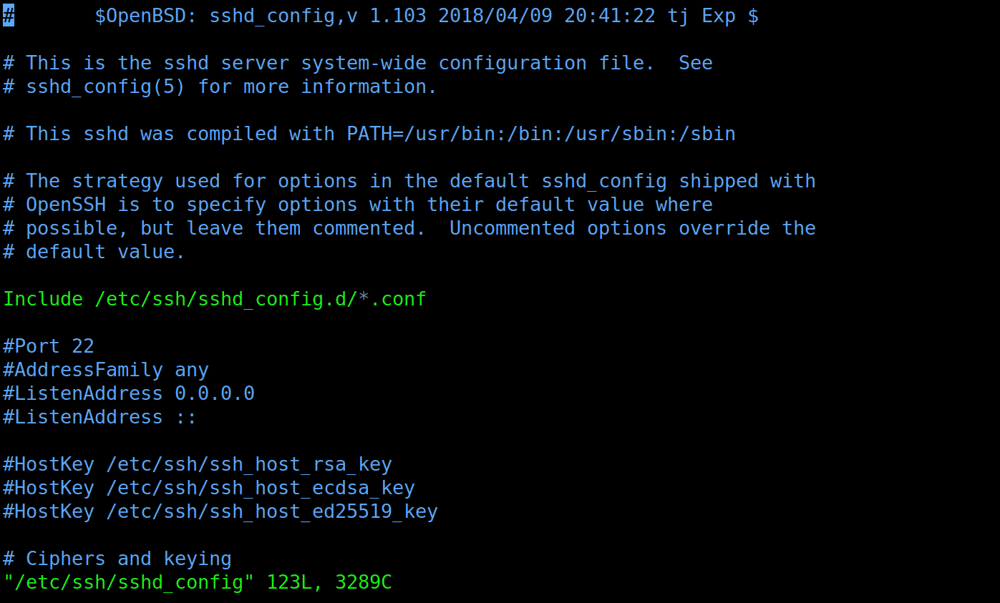 #       $OpenBSD: sshd_config,v 1.103 2018/04/09 20:41:22 tj Exp $
# This is the sshd server system-wide configuration file.  See
# sshd_config(5) for more information.
# This sshd was compiled with PATH=/usr/bin:/bin:/usr/sbin:/sbin
# The strategy used for options in the default sshd_config shipped with
# OpenSSH is to specify options with their default value where
# possible, but leave them commented.  Uncommented options override the
# default value.
Include /etc/ssh/sshd_config.d/*.conf
#Port 22
#AddressFamily any
#ListenAddress 0.0.0.0
#ListenAddress ::
#HostKey /etc/ssh/ssh_host_rsa_key
#HostKey /etc/ssh/ssh_host_ecdsa_key
#HostKey /etc/ssh/ssh_host_ed25519_key
# Ciphers and keying
"/etc/ssh/sshd_config" 123L, 3289C